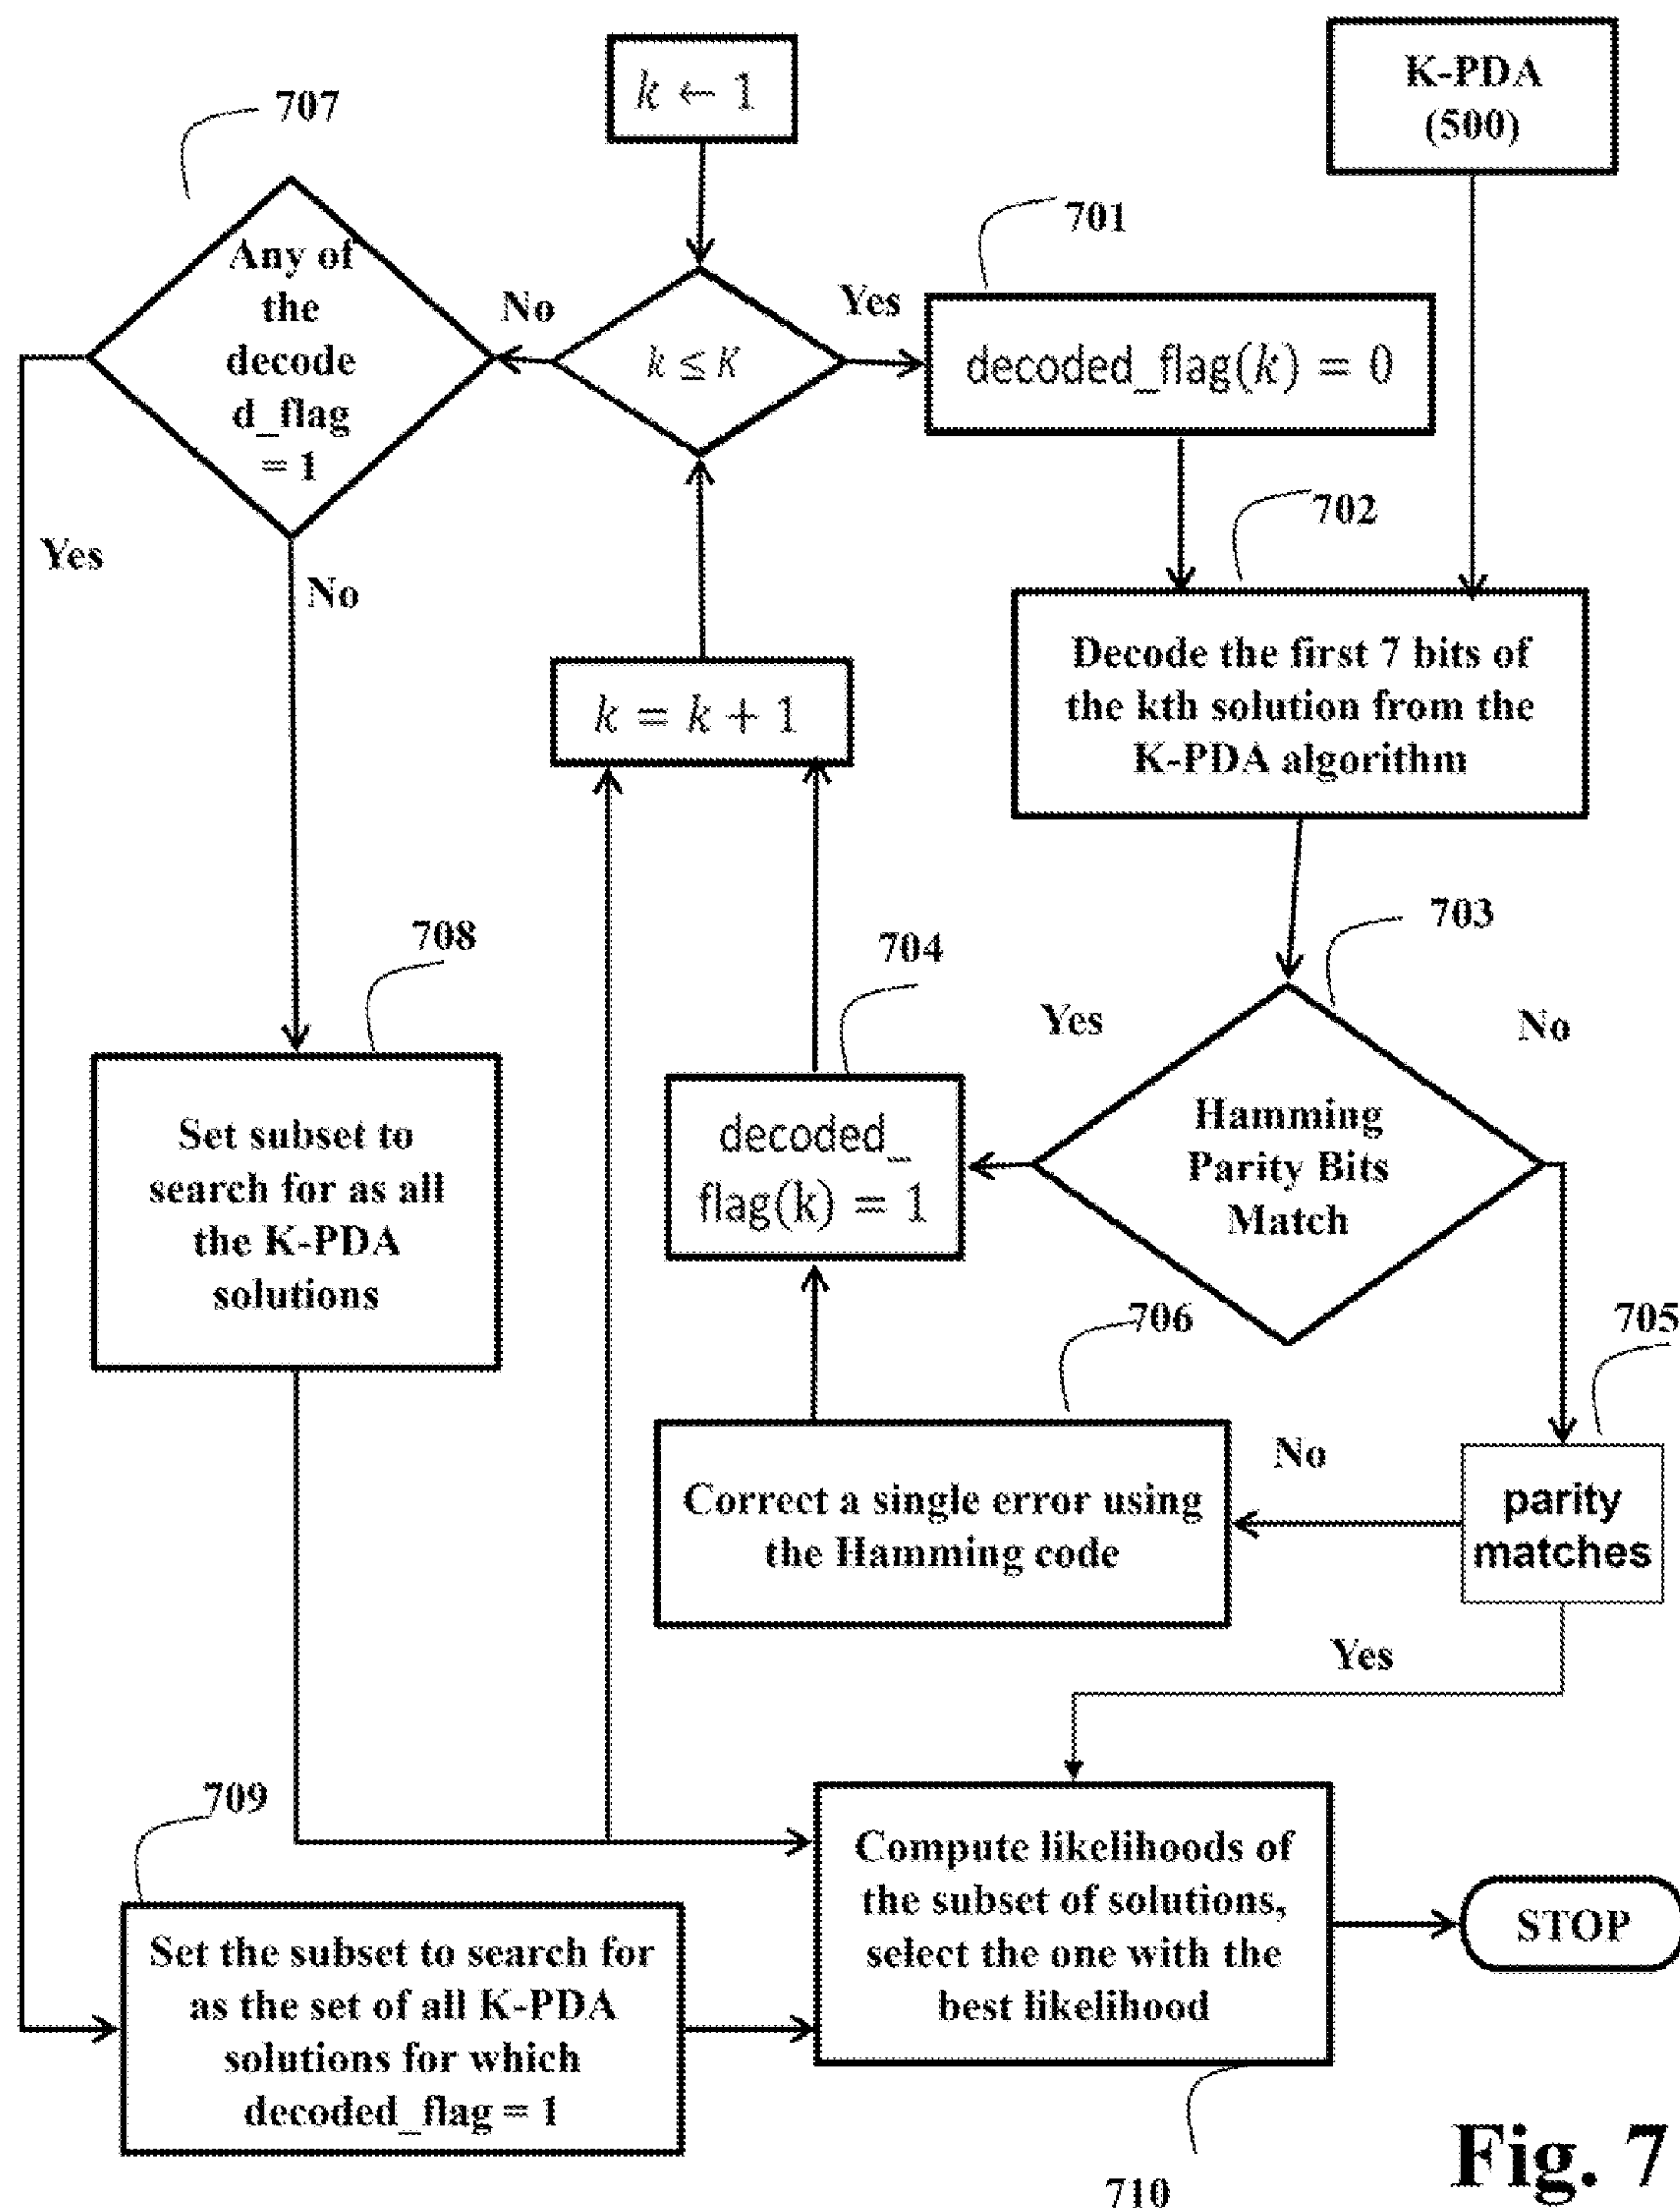 k ← 1
K-PDA
(500)
707
701
Any of
the
decode
d_flag
= 1
No
k ≤ K
Yes
decoded_flag(k) = 0
702
Yes
No
k = k + 1
Decode the first 7 bits of
the kth solution from the
K-PDA algorithm
708
704
703
Yes
No
Set subset to
search for as all
the K-PDA
solutions
decoded_
flag(k) = 1
Hamming
Parity Bits
Match
706
705
No
Correct a single error using
the Hamming code
parity
matches
Yes
709
Compute likelihoods of
the subset of solutions,
select the one with the
best likelihood
STOP
Set the subset to search for
as the set of all K-PDA
solutions for which
decoded_flag = 1
710
Fig. 7